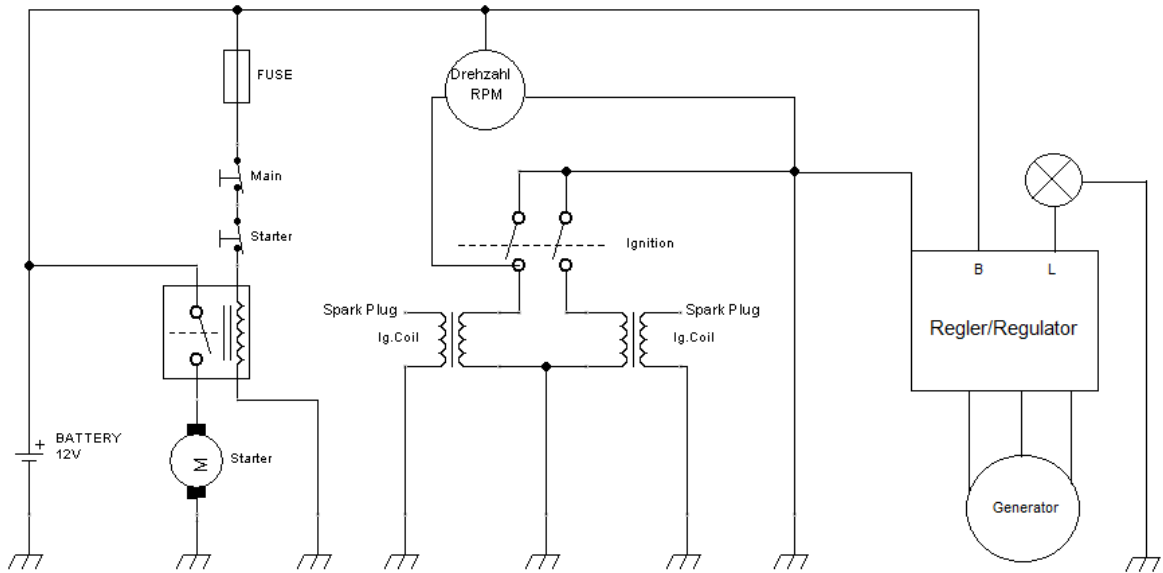 FUSE
Drehzahl
RPM
Main
Starter
Ignition
B
L
Regler/Regulator
Spark Plug
Ig.Coil
Spark Plug
Ig.Coil
+
BATTERY
12V
M
Starter
Generator